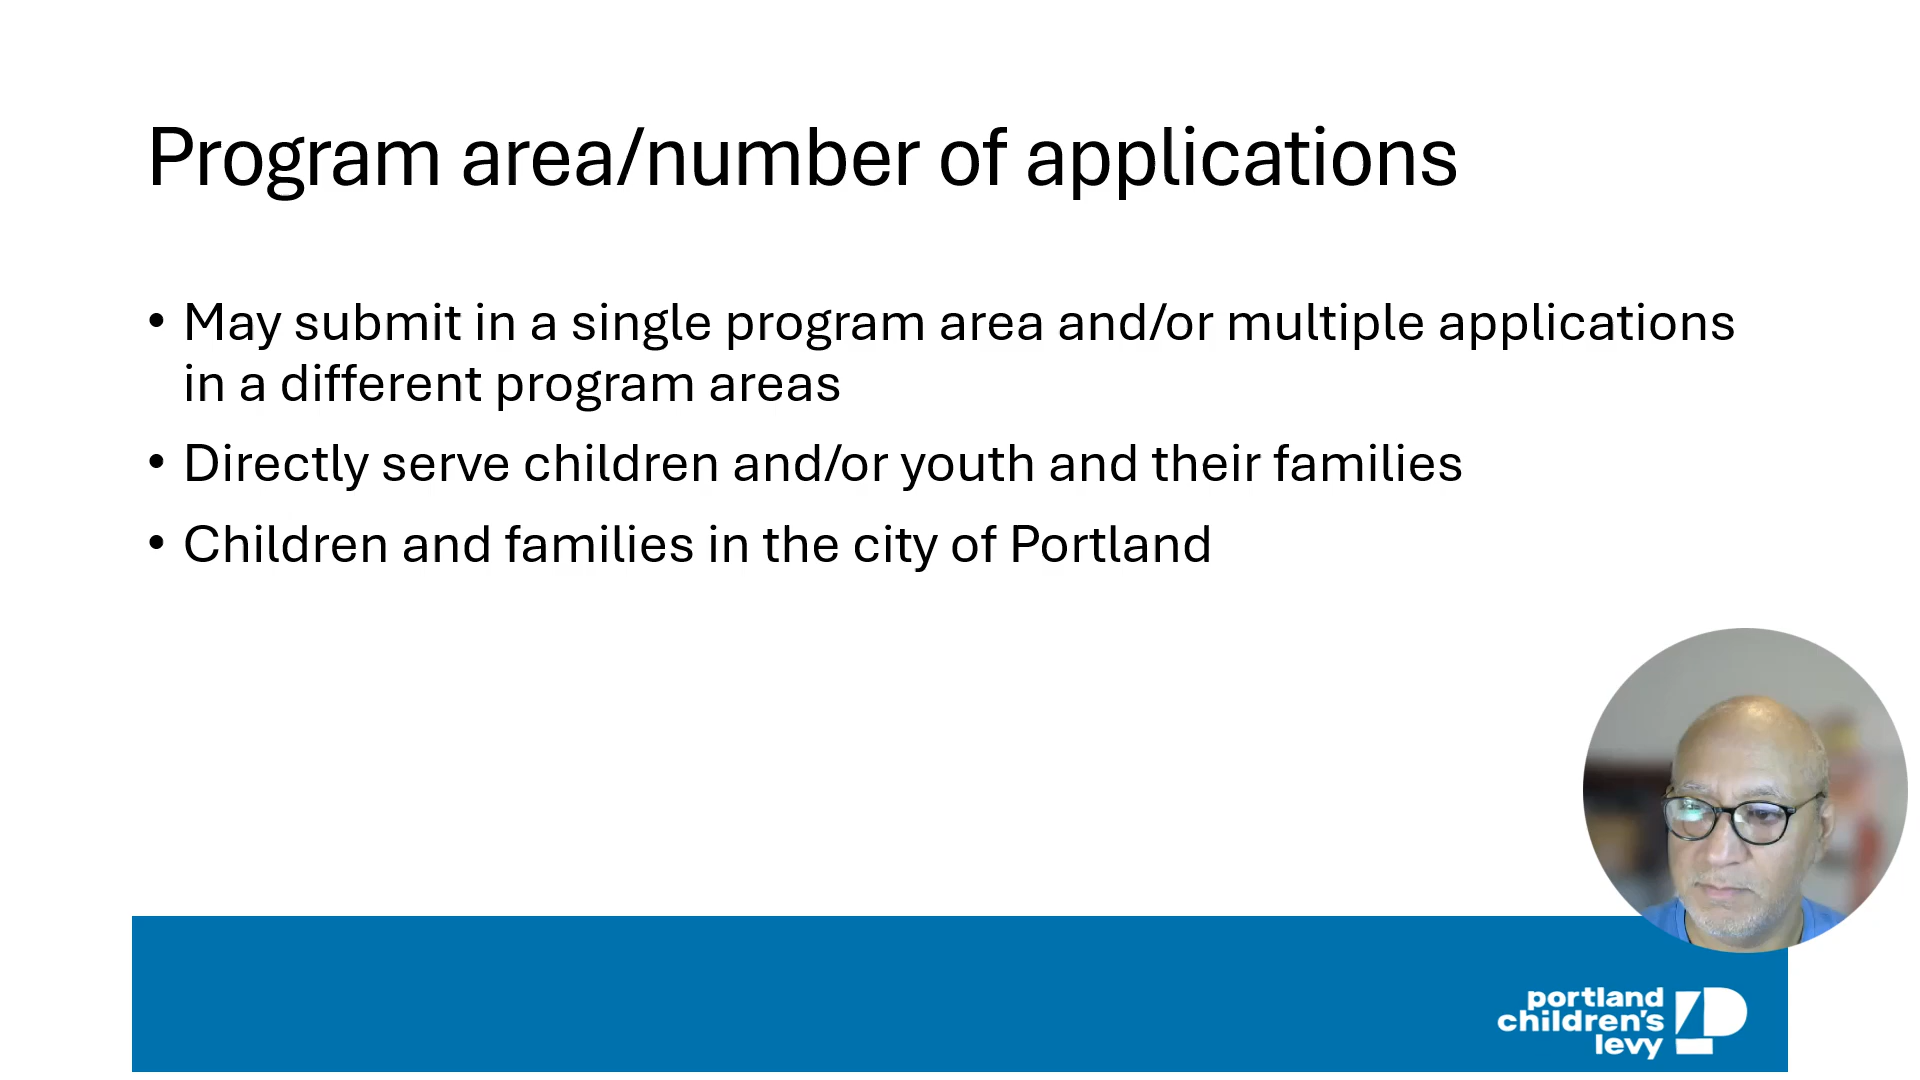 Program area/number of applications
• May submit in a single program area and/or multiple applications
in a different program areas
• Directly serve children and/or youth and their families
• Children and families in the city of Portland
portland
children's
levy